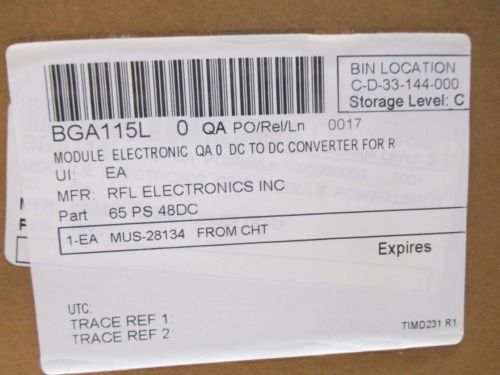 BIN LOCATION
C-D-33-144-000
Storage Level: C
BGA115L 0 QA PO/Rel/Ln 0017
MODULE ELECTRONIC QA 0 DC TO DC CONVERTER FOR R
UI: EA
MFR: RFL ELECTRONICS INC
Part 65 PS 48DC
1-EA MUS-28134 FROM CHT
Expires
UTC:
TRACE REF 1:
TRACE REF 2:
TIMD231 R1